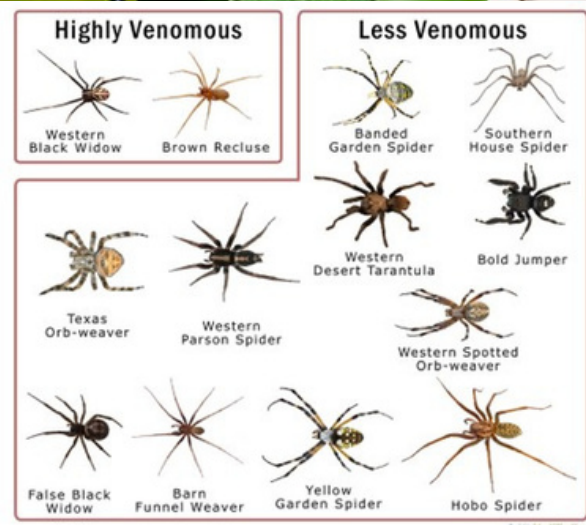 Highly Venomous
Western
Black Widow
Brown Recluse
Less Venomous
Banded
Garden Spider
Southern
House Spider
Western
Desert Tarantula
Bold Jumper
Texas
Orb-weaver
Western
Parson Spider
Western Spotted
Orb-weaver
False Black
Widow
Barn
Funnel Weaver
Yellow
Garden Spider
Hobo Spider